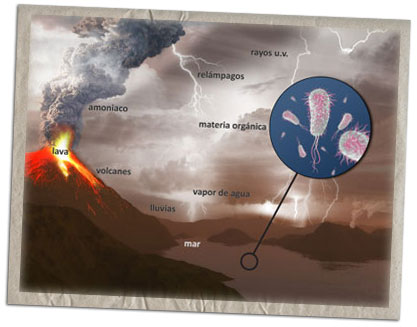 rayos u.v.
relámpagos
amoniaco
materia orgánica
lava
volcanes
vapor de agua
lluvias
mar